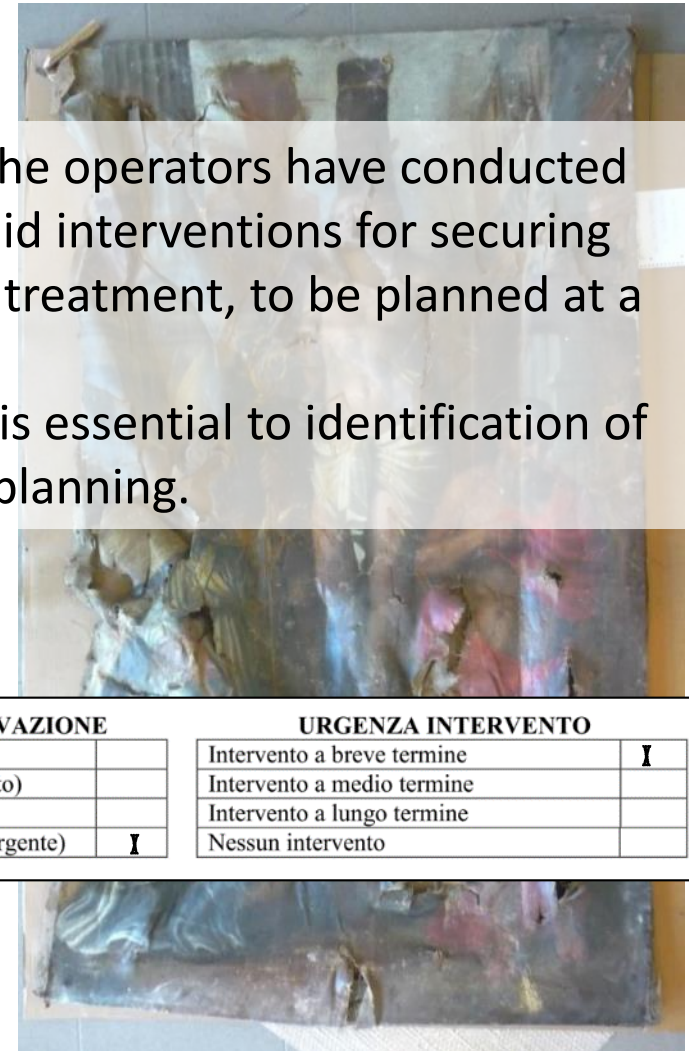 he operators have conducted
id interventions for securing
treatment, to be planned at a
is essential to identification of
planning.
VAZIONE
to)
rgente) I
URGENZA INTERVENTO
Intervento a breve termine I
Intervento a medio termine
Intervento a lungo termine
Nessun intervento